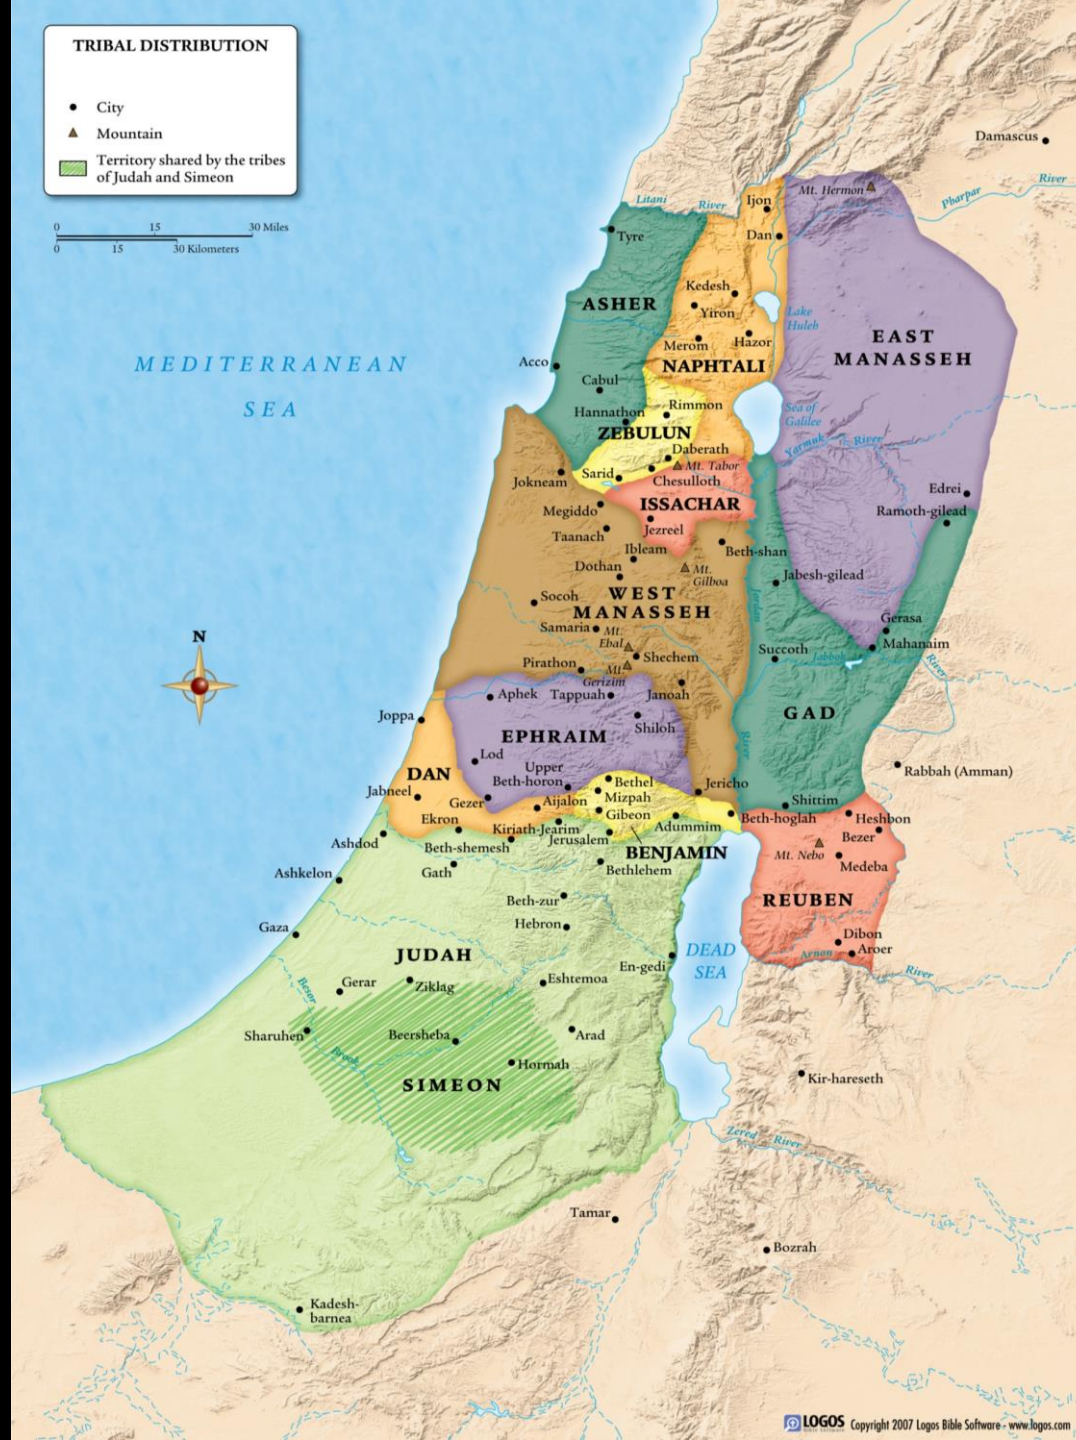 TRIBAL DISTRIBUTION
City
Mountain
Territory shared by the tribes
of Judah and Simeon
0 15 30 Miles
0 15 30 Kilometers
Damascus
Mt. Hermon
Pharpar River
Litani River
Ijon
Tyre
Dan
Kedesh
ASHER
Yiron
Lake
Huleh
EAST
MANASSEH
Merom
Hazor
MEDITERRANEAN
SEA
Acco
NAPHTALI
Cabul
Rimmon
Hannathon
Sea of
Galilee
ZEBULUN
Yarmuk River
Daberath
Mt. Tabor
Sarid
Chesulloth
Jokneam
Edrei
ISSACHAR
Megiddo
Ramoth-gilead
Jezreel
Taanach
Ibleam
Beth-shan
Dothan
Mt.
Gilboa
Jabesh-gilead
WEST
MANASSEH
Socoh
Jordan
Samaria
Mt.
Ebal
Gerasa
Mahanaim
N
Shechem
Succoth
Jabbok
River
Pirathon
Mt.
Gerizim
Aphek
Tappuah
Janoah
Joppa
Shiloh
GAD
EPHRAIM
River
Lod
DAN
Upper
Beth-horon
Bethel
Jericho
Rabbah (Amman)
Jabneel
Gezer
Mizpah
Aijalon
Shittim
Gibeon
Ekron
Kiriath-Jearim
Adummim
Beth-hoglah
Heshbon
Ashdod
Beth-shemesh
Jerusalem
BENJAMIN
Bezer
Mt. Nebo
Ashkelon
Gath
Bethlehem
Medeba
Beth-zur
REUBEN
Gaza
Hebron
Dibon
JUDAH
DEAD
SEA
Arnon River
Aroer
En-gedi
Gerar
Ziklag
Eshtemoa
Besor
Sharuhen
Beersheba
Arad
Brook
Hormah
SIMEON
Kir-hareseth
Zered River
Tamar
Bozrah
Kadesh-
barnea
LOGOS Copyright 2007 Logos Bible Software - www.logos.com